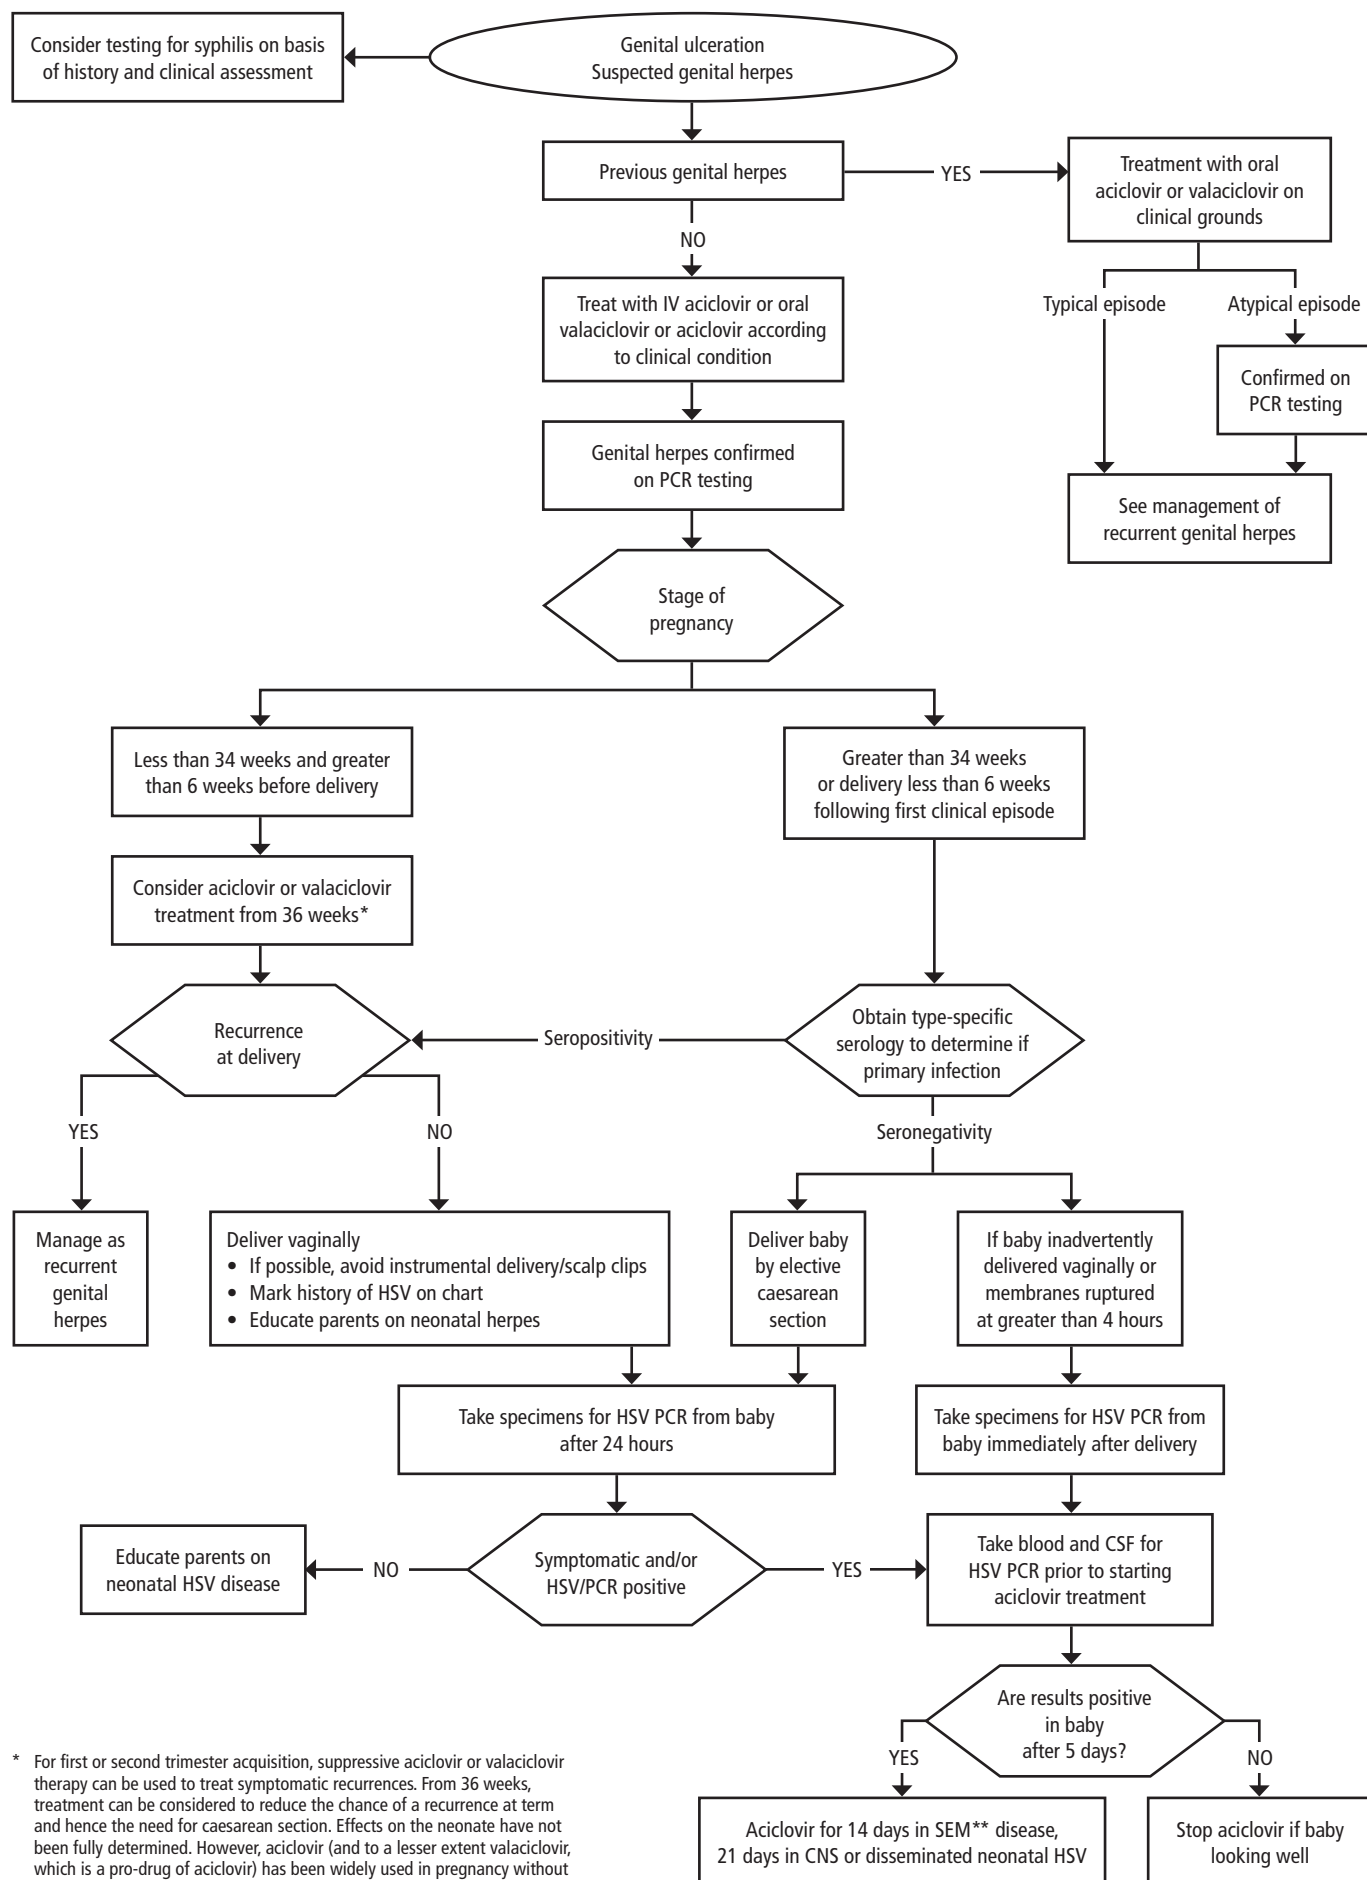 Consider testing for syphilis on basis
of history and clinical assessment
Genital ulceration
Suspected genital herpes
Previous genital herpes
YES
Treatment with oral
aciclovir or valaciclovir on
clinical grounds
NO
Treat with IV aciclovir or oral
valaciclovir or aciclovir according
to clinical condition
Typical episode
Atypical episode
Confirmed on
PCR testing
Genital herpes confirmed
on PCR testing
See management of
recurrent genital herpes
Stage of
pregnancy
Less than 34 weeks and greater
than 6 weeks before delivery
Greater than 34 weeks
or delivery less than 6 weeks
following first clinical episode
Consider aciclovir or valaciclovir
treatment from 36 weeks*
Recurrence
at delivery
Seropositivity
Obtain type-specific
serology to determine if
primary infection
YES
NO
Seronegativity
Manage as
recurrent
genital
herpes
Deliver vaginally
• If possible, avoid instrumental delivery/scalp clips
• Mark history of HSV on chart
• Educate parents on neonatal herpes
Deliver baby
by elective
caesarean
section
If baby inadvertently
delivered vaginally or
membranes ruptured
at greater than 4 hours
Take specimens for HSV PCR from baby
after 24 hours
Take specimens for HSV PCR from
baby immediately after delivery
Educate parents on
neonatal HSV disease
NO
Symptomatic and/or
HSV/PCR positive
YES
Take blood and CSF for
HSV PCR prior to starting
aciclovir treatment
Are results positive
in baby
after 5 days?
YES
NO
Aciclovir for 14 days in SEM** disease,
21 days in CNS or disseminated neonatal HSV
Stop aciclovir if baby
looking well
* For first or second trimester acquisition, suppressive aciclovir or valaciclovir
therapy can be used to treat symptomatic recurrences. From 36 weeks,
treatment can be considered to reduce the chance of a recurrence at term
and hence the need for caesarean section. Effects on the neonate have not
been fully determined. However, aciclovir (and to a lesser extent valaciclovir,
which is a pro-drug of aciclovir) has been widely used in pregnancy without